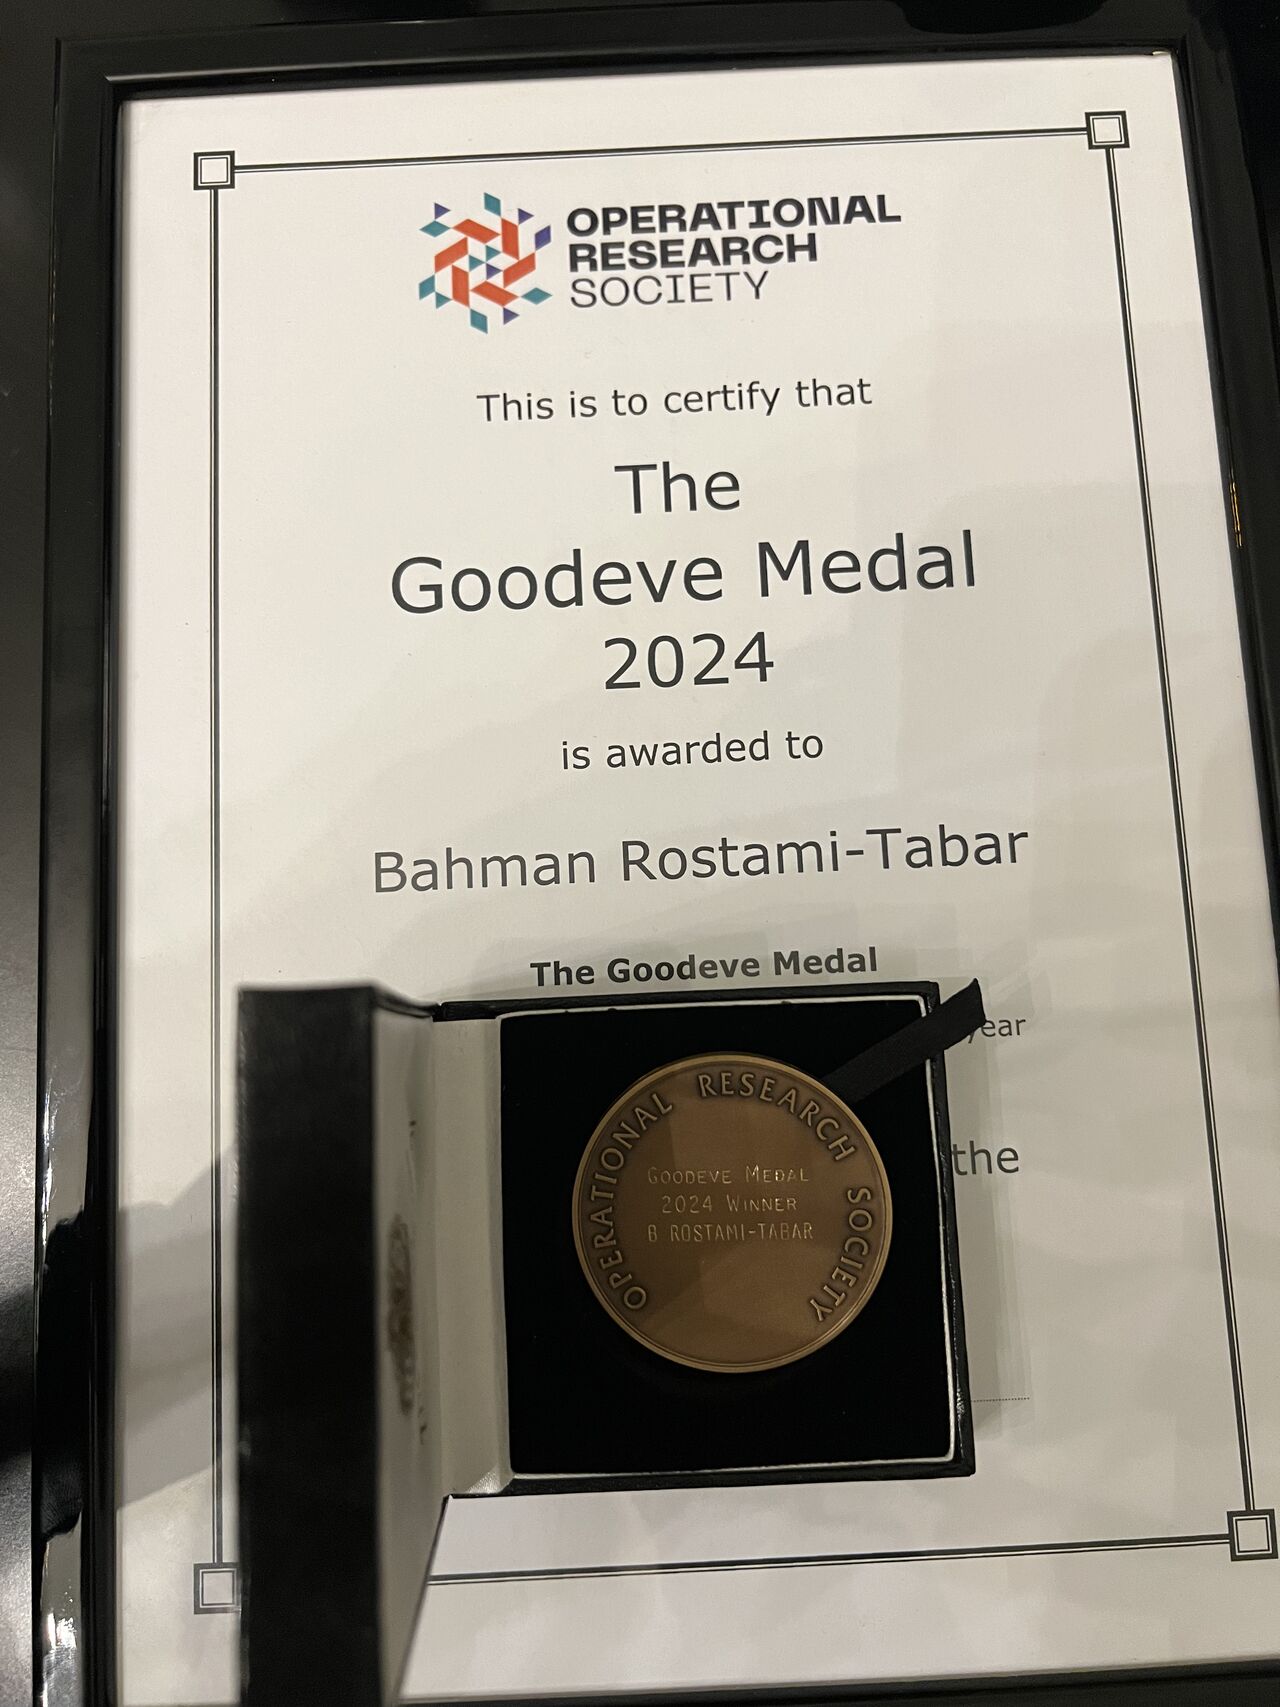 OPERATIONAL
RESEARCH
SOCIETY
This is to certify that
The
Goodeve Medal
2024
is awarded to
Bahman Rostami-Tabar
The Goodeve Medal
year
the
OPERATIONAL RESEARCH SOCIETY
GOODEVE MEDAL
2024 WINNER
B ROSTAMI-TABAR